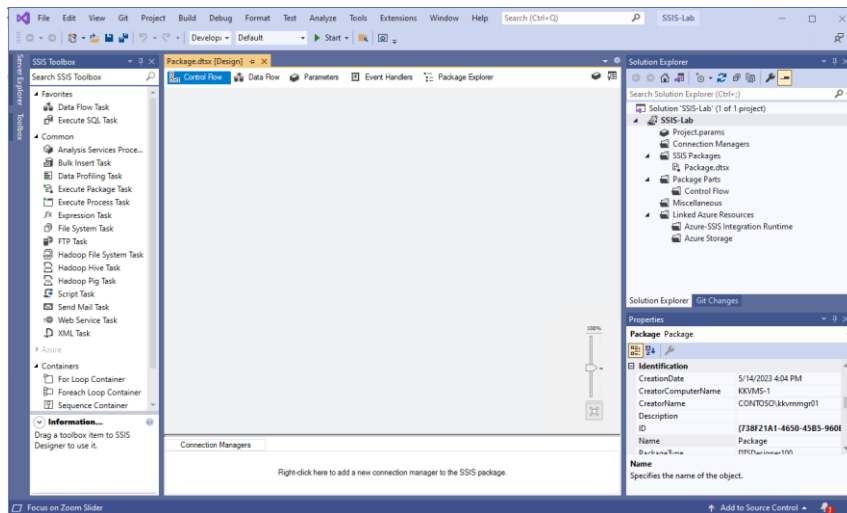 File Edit View Git Project Build Debug Format Test Analyze Tools Extensions Window Help Search (Ctrl+Q) SSIS-Lab
Developı Default Start
Server Explorer
Toolbox
SSIS Toolbox
Search SSIS Toolbox
Favorites
Data Flow Task
Execute SQL Task
Common
Analysis Services Proce...
Bulk Insert Task
Data Profiling Task
Execute Package Task
Execute Process Task
Expression Task
File System Task
FTP Task
Hadoop File System Task
Hadoop Hive Task
Hadoop Pig Task
Script Task
Send Mail Task
Web Service Task
XML Task
Azure
Containers
For Loop Container
Foreach Loop Container
Sequence Container
Information...
Drag a toolbox item to SSIS
Designer to use it.
Package.dtsx [Design]
Control Flow Data Flow Parameters Event Handlers Package Explorer
100%
Connection Managers
Right-click here to add a new connection manager to the SSIS package.
Solution Explorer
Search Solution Explorer (Ctrl+;)
Solution 'SSIS-Lab' (1 of 1 project)
SSIS-Lab
Project.params
Connection Managers
SSIS Packages
Package.dtsx
Package Parts
Control Flow
Miscellaneous
Linked Azure Resources
Azure-SSIS Integration Runtime
Azure Storage
Solution Explorer Git Changes
Properties
Package Package
Identification
CreationDate 5/14/2023 4:04 PM
CreatorComputerName KKVMS-1
CreatorName CONTOSO\kkvmmgr01
Description
ID {738F21A1-4650-45B5-960E
Name Package
PackageType DTSDesigner100
Name
Specifies the name of the object.
Focus on Zoom Slider Add to Source Control 3